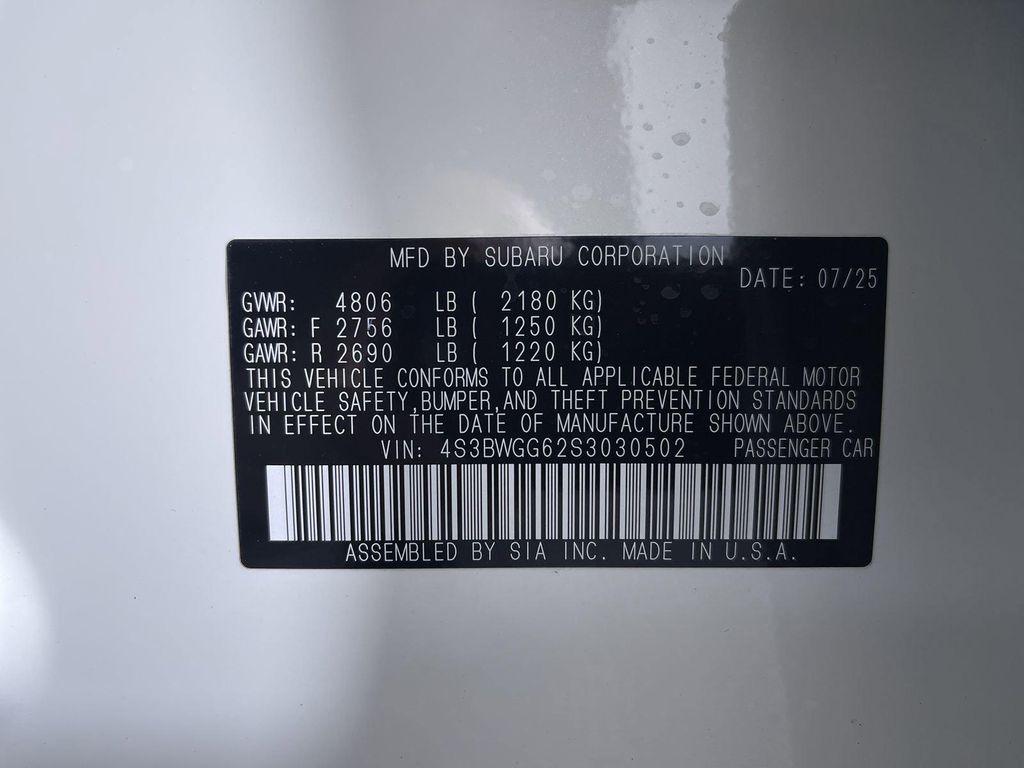 MFD BY SUBARU CORPORATION
DATE: 07/25
GVWR: 4806 LB ( 2180 KG)
GAWR: F 2756 LB ( 1250 KG)
GAWR: R 2690 LB ( 1220 KG)
THIS VEHICLE CONFORMS TO ALL APPLICABLE FEDERAL MOTOR
VEHICLE SAFETY,BUMPER,AND THEFT PREVENTION STANDARDS
IN EFFECT ON THE DATE OF MANUFACTURE SHOWN ABOVE.
VIN: 4S3BWGG62S3030502 PASSENGER CAR
ASSEMBLED BY SIA INC. MADE IN U.S.A.